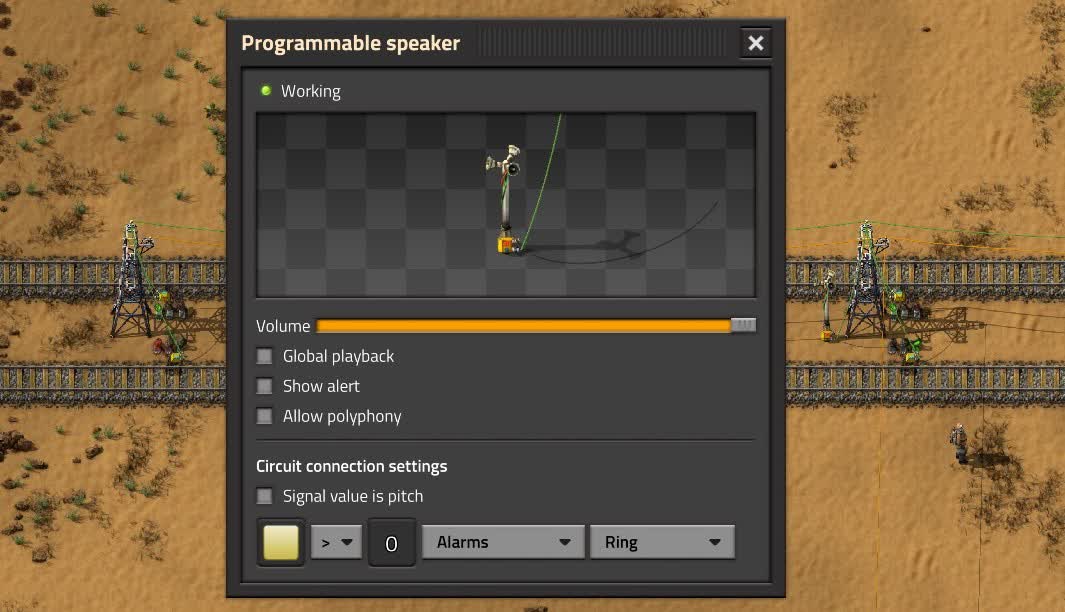 Programmable speaker
Working
Volume
Global playback
Show alert
Allow polyphony
Circuit connection settings
Signal value is pitch
> 0 Alarms Ring